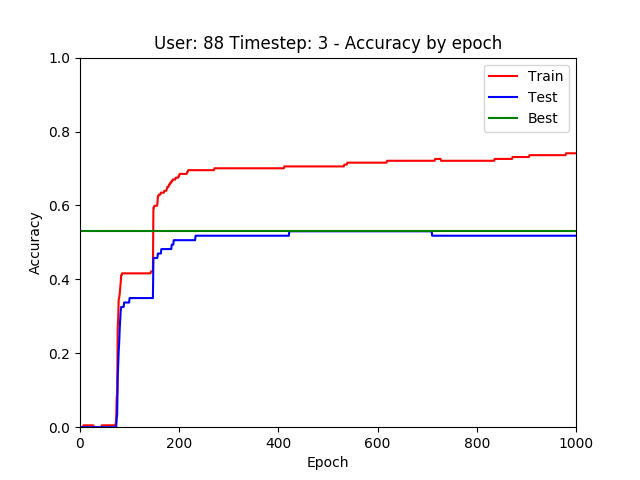 User: 88 Timestep: 3 - Accuracy by epoch
1.0
0.8
0.6
0.4
0.2
0.0
Accuracy
Train
Test
Best
0 200 400 600 800 1000
Epoch